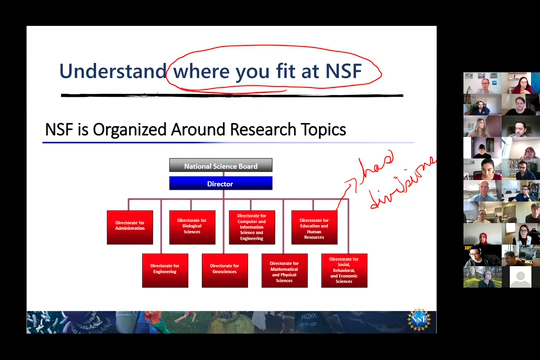 Understand where you fit at NSF
NSF is Organized Around Research Topics
National Science Board
Director
has
divisions
Directorate for
Administration
Directorate for
Biological
Sciences
Directorate for
Computer and
Information
Science and
Engineering
Directorate for
Education and
Human
Resources
Directorate for
Engineering
Directorate for
Geosciences
Directorate for
Mathematical
and Physical
Sciences
Directorate for
Social,
Behavioral,
and Economic
Sciences
NSF